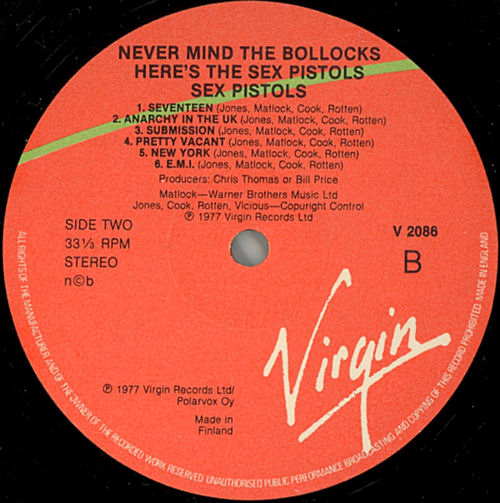 NEVER MIND THE BOLLOCKS
HERE'S THE SEX PISTOLS
SEX PISTOLS
1. SEVENTEEN (Jones, Matlock, Cook, Rotten)
2. ANARCHY IN THE UK (Jones, Matlock, Cook, Rotten)
3. SUBMISSION (Jones, Matlock, Cook, Rotten)
4. PRETTY VACANT (Jones, Matlock, Cook, Rotten)
5. NEW YORK (Jones, Matlock, Cook, Rotten)
6. E.M.I. (Jones, Matlock, Cook, Rotten)
Producers: Chris Thomas or Bill Price
Matlock—Warner Brothers Music Ltd
Jones, Cook, Rotten, Vicious—Copuright Control
℗ 1977 Virgin Records Ltd
SIDE TWO
33⅓ RPM
STEREO
n©b
V 2086
B
Virgin
℗ 1977 Virgin Records Ltd/
Polarvox Oy
Made in
Finland
ALL RIGHTS OF THE MANUFACTURER AND OF THE OWNER OF THE RECORDED WORK RESERVED UNAUTHORISED PUBLIC PERFORMANCE BROADCASTING AND COPYING OF THIS RECORD PROHIBITED MADE IN ENGLAND